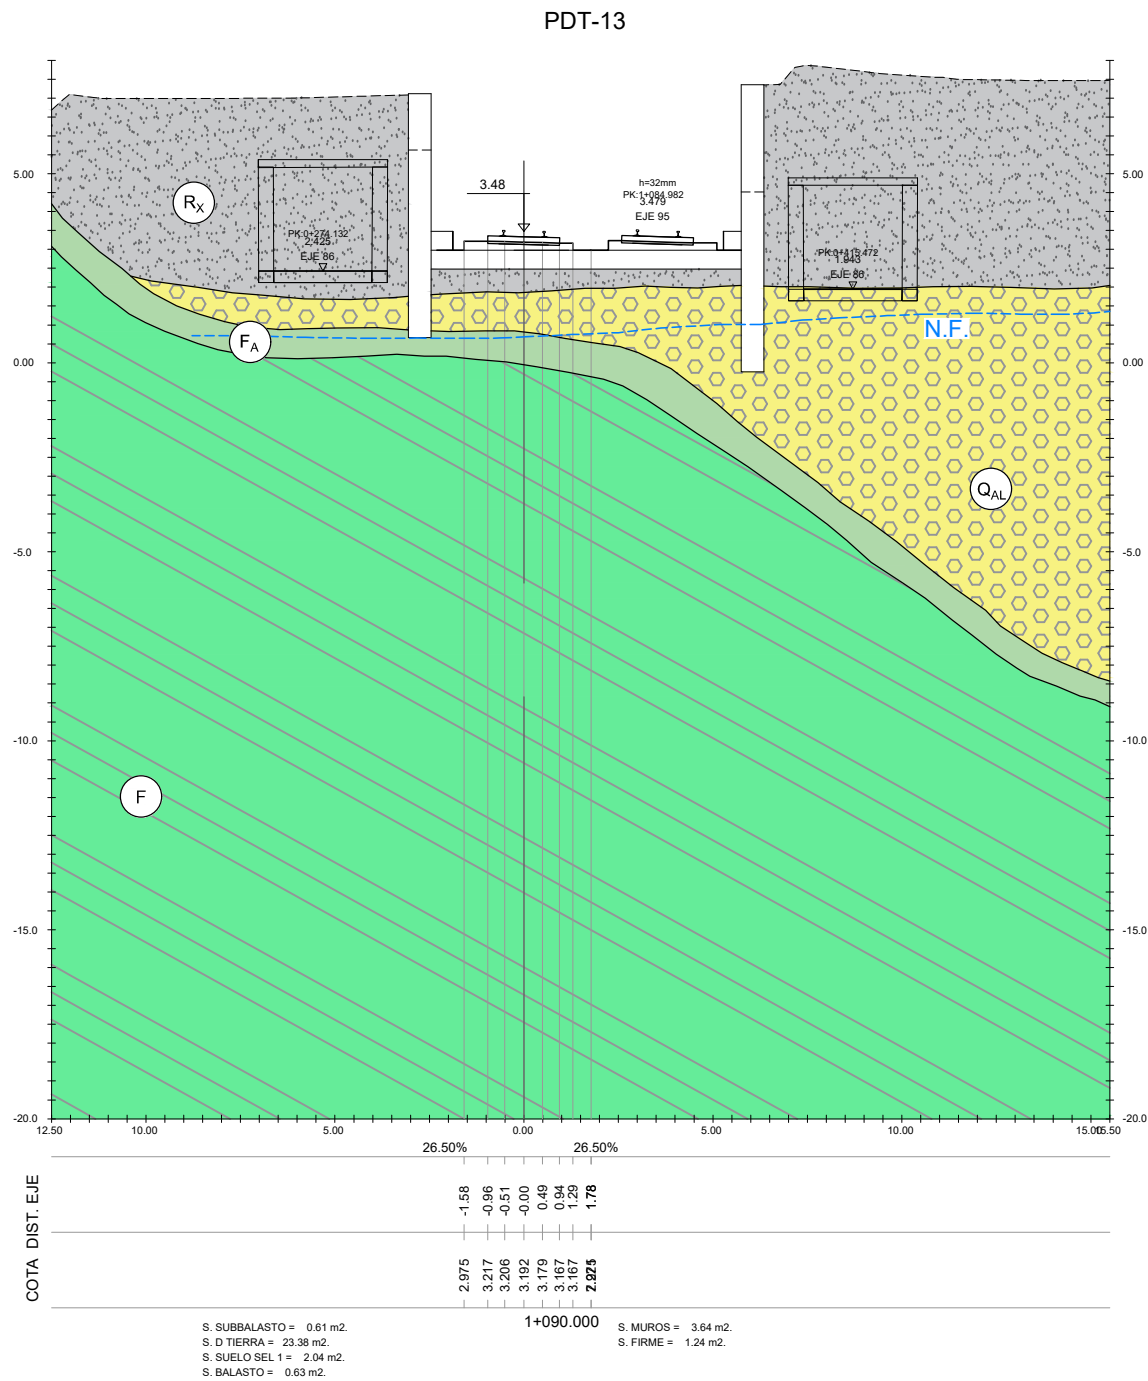 PDT-13
5.00
0.00
-5.0
-10.0
-15.0
-20.0
5.00
0.00
-5.0
-10.0
-15.0
-20.0
RX
PK:0+274.132
2.425
EJE 86
3.48
h=32mm
PK:1+084.982
3.479
EJE 95
PK:0+115.472
1.943
EJE 86
N.F.
FA
QAL
F
12.50
10.00
5.00
0.00
5.00
10.00
15.00
15.50
26.50%
26.50%
DIST. EJE
-1.58
-0.96
-0.51
-0.00
0.49
0.94
1.29
1.78
COTA
2.975
3.217
3.206
3.192
3.179
3.167
3.167
1+090.000
S. SUBBALASTO = 0.61 m2.
S. D TIERRA = 23.38 m2.
S. SUELO SEL 1 = 2.04 m2.
S. BALASTO = 0.63 m2.
S. MUROS = 3.64 m2.
S. FIRME = 1.24 m2.